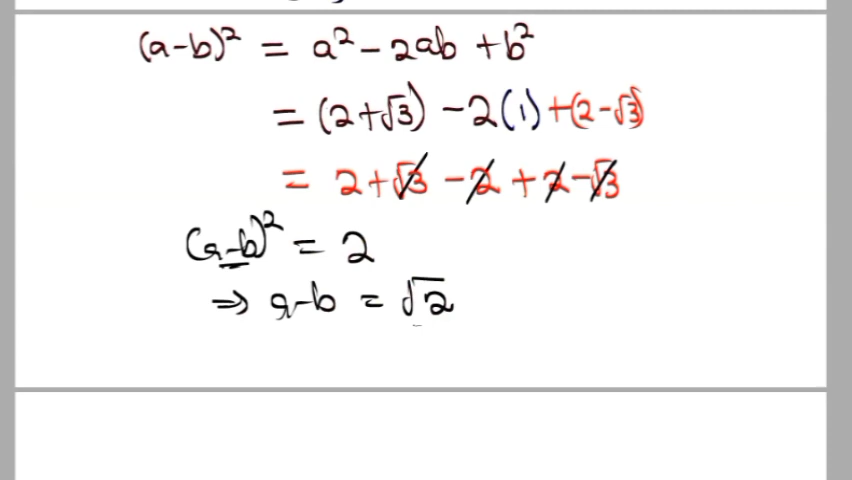 (a-b)² = a² - 2ab + b²
= (2+√3) - 2(1) + (2-√3)
= 2 + √3 - 2 + 2 - √3
(a-b)² = 2
⇒ a-b = √2